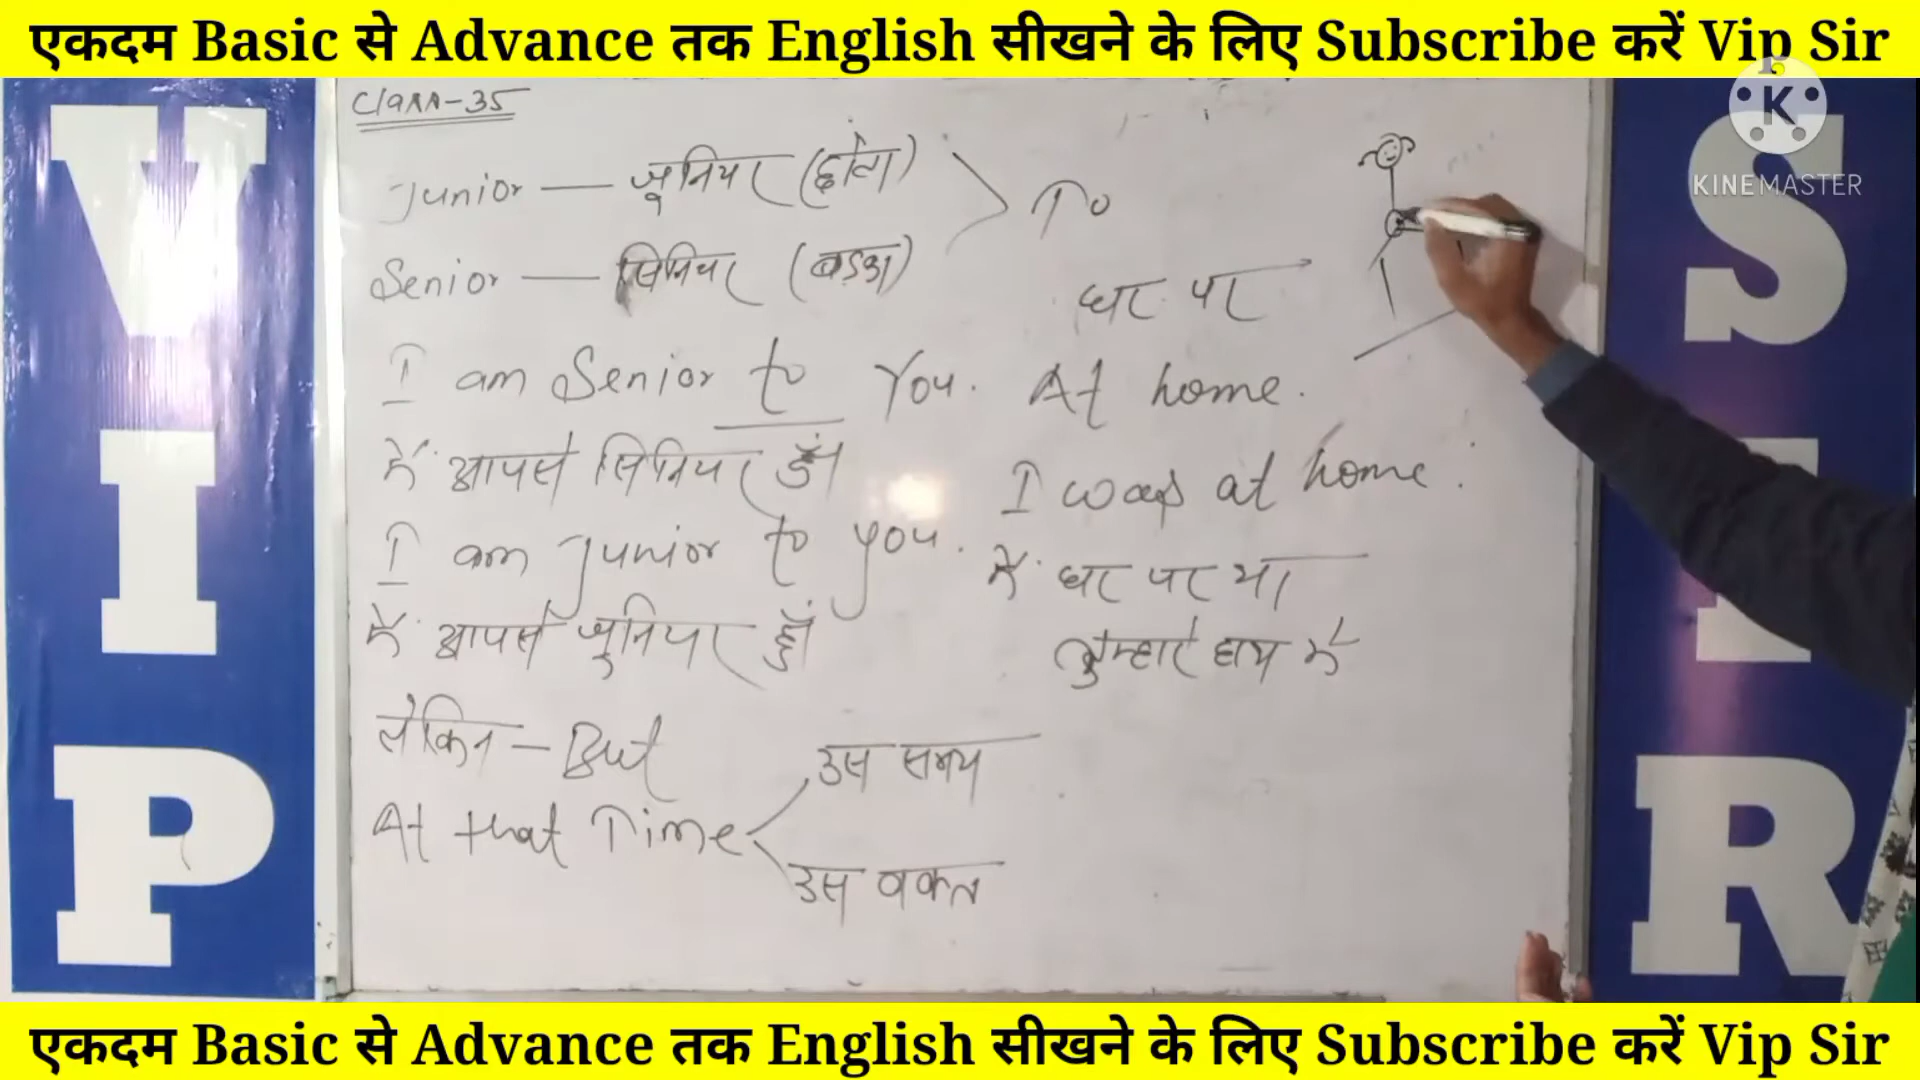 एकदम Basic से Advance तक English सीखने के लिए Subscribe करें Vip Sir
K
KINEMASTER
VIP
SIR
Class-35
Junior — जूनियर (छोटा)
Senior — सिनियर (बड़ा)
To
I am Senior to You.
मैं आपसे सिनियर हूँ
I am Junior to you.
मैं आपसे जुनियर हूँ
लेकिन - But
At that Time
उस समय
उस वक्त
घर पर
At home.
I was at home.
मैं घर पर था
तुम्हारे हाथ में
एकदम Basic से Advance तक English सीखने के लिए Subscribe करें Vip Sir